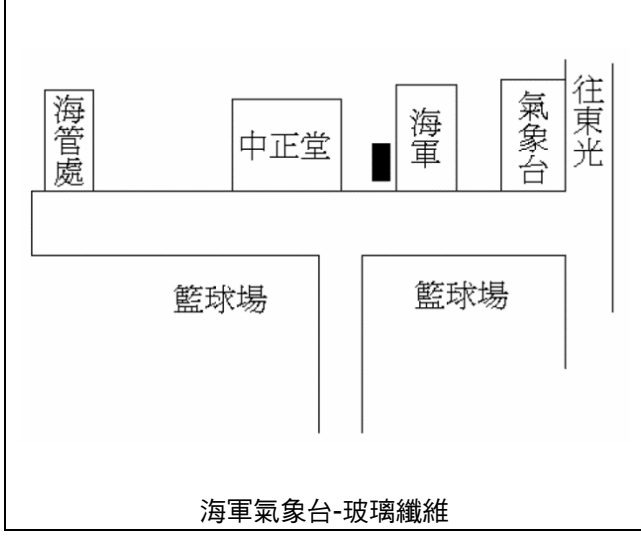 海管處
中正堂
海軍
氣象台
往東光
籃球場
籃球場
海軍氣象台-玻璃纖維